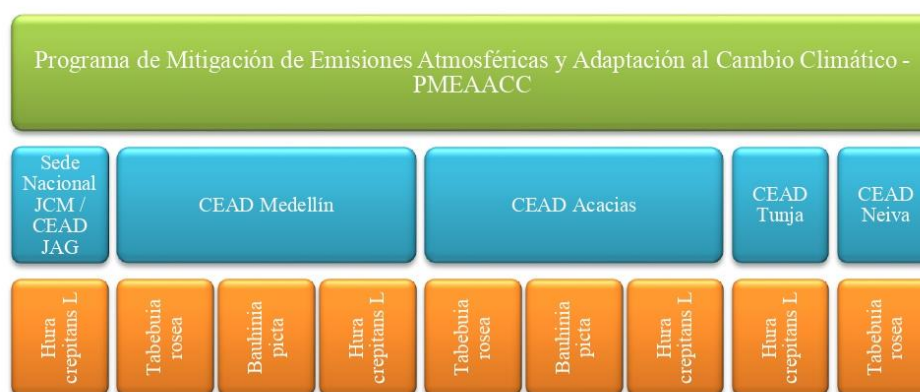 Programa de Mitigación de Emisiones Atmosféricas y Adaptación al Cambio Climático -
PMEAACC
Sede
Nacional
JCM /
CEAD
JAG
CEAD Medellín
CEAD Acacias
CEAD
Tunja
CEAD
Neiva
Hura
crepitans L
Tabebuia
rosea
Bauhinia
picta
Hura
crepitans L
Tabebuia
rosea
Bauhinia
picta
Hura
crepitans L
Hura
crepitans L
Tabebuia
rosea